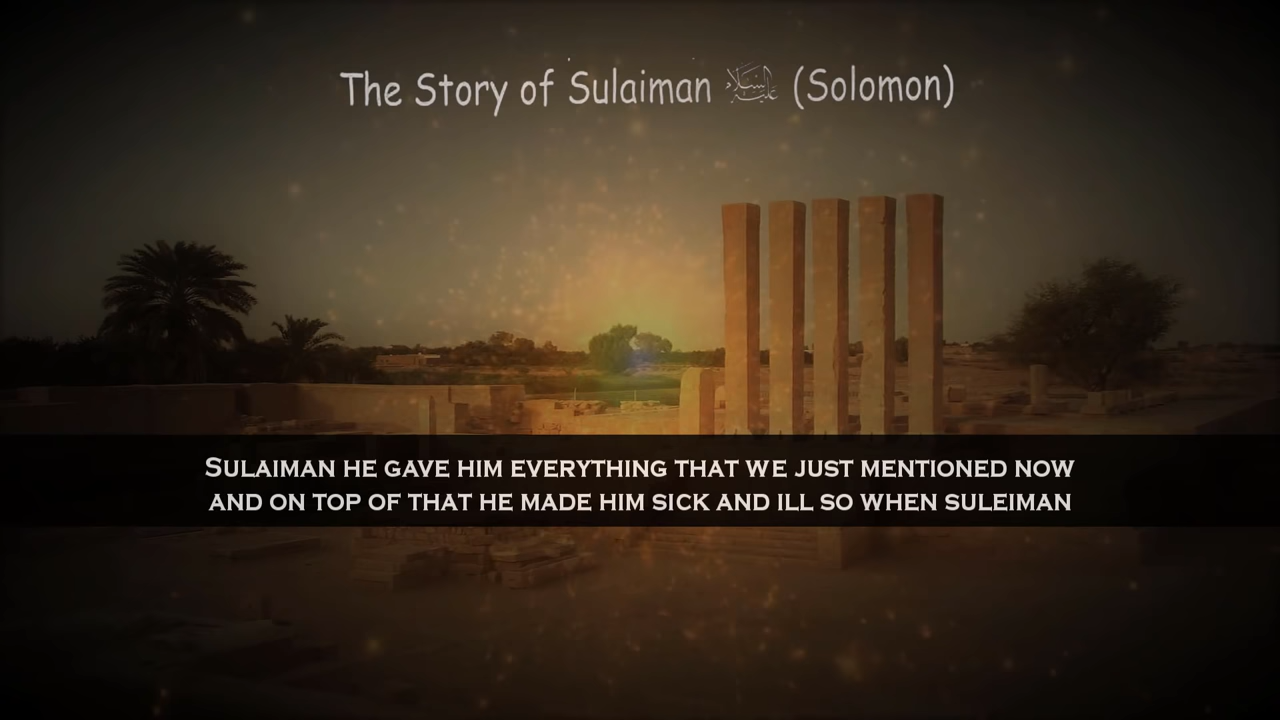 The Story of Sulaiman عليه السلام (Solomon)
SULAIMAN HE GAVE HIM EVERYTHING THAT WE JUST MENTIONED NOW
AND ON TOP OF THAT HE MADE HIM SICK AND ILL SO WHEN SULEIMAN